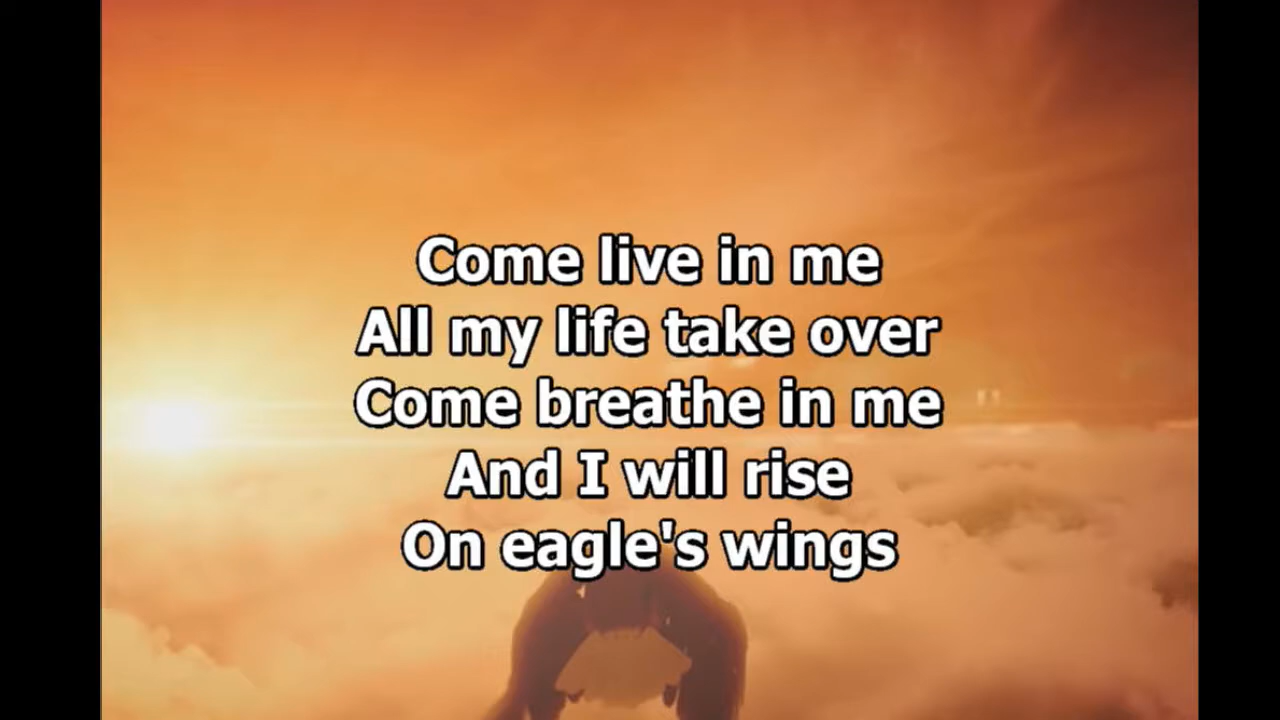 Come live in me
All my life take over
Come breathe in me
And I will rise
On eagle's wings